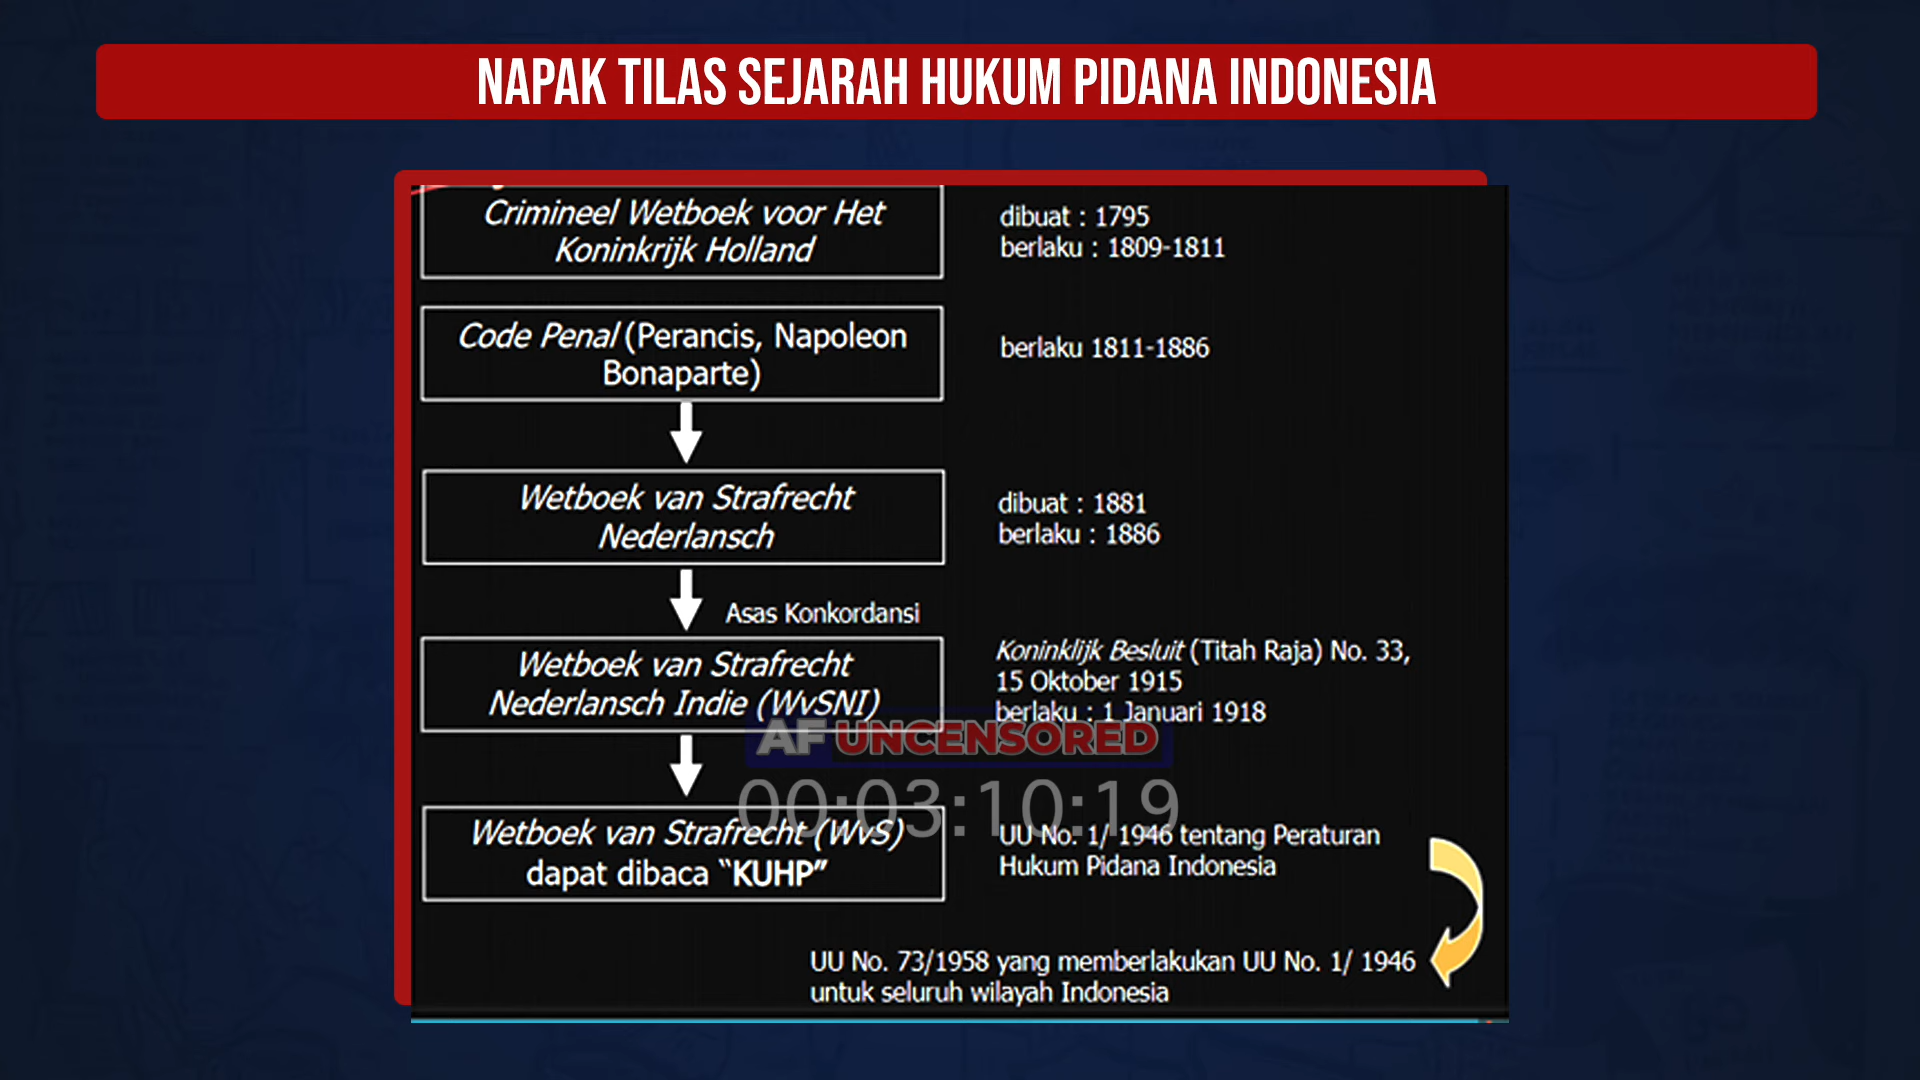 NAPAK TILAS SEJARAH HUKUM PIDANA INDONESIA
Crimineel Wetboek voor Het
Koninkrijk Holland
dibuat : 1795
berlaku : 1809-1811
Code Penal (Perancis, Napoleon
Bonaparte)
berlaku 1811-1886
Wetboek van Strafrecht
Nederlansch
dibuat : 1881
berlaku : 1886
Asas Konkordansi
Wetboek van Strafrecht
Nederlansch Indie (WvSNI)
Koninklijk Besluit (Titah Raja) No. 33,
15 Oktober 1915
berlaku : 1 Januari 1918
AF UNCENSORED
00:03:10:19
Wetboek van Strafrecht (WvS)
dapat dibaca “KUHP”
UU No. 1/ 1946 tentang Peraturan
Hukum Pidana Indonesia
UU No. 73/1958 yang memberlakukan UU No. 1/ 1946
untuk seluruh wilayah Indonesia